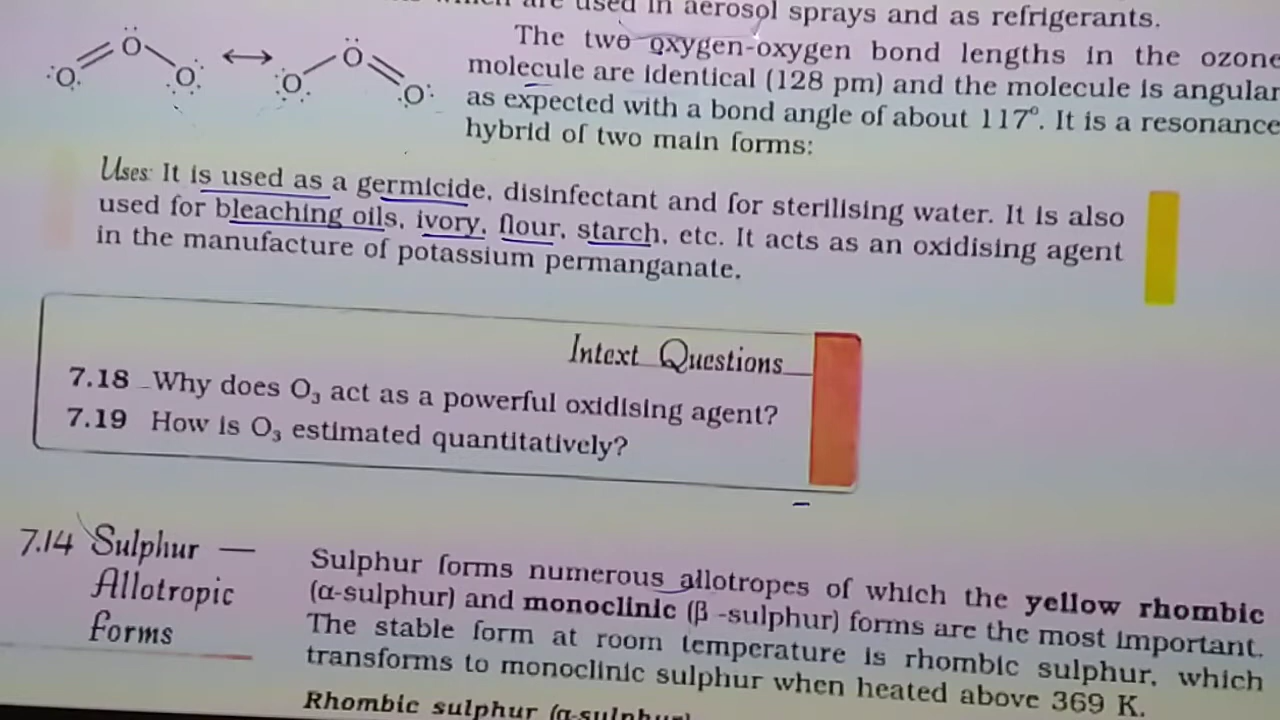 are used in aerosol sprays and as refrigerants.
The two oxygen-oxygen bond lengths in the ozone
molecule are identical (128 pm) and the molecule is angular
as expected with a bond angle of about 117°. It is a resonance
hybrid of two main forms:
:O. O O: ↔ :O O O:
Uses: It is used as a germicide, disinfectant and for sterilising water. It is also
used for bleaching oils, ivory, flour, starch, etc. It acts as an oxidising agent
in the manufacture of potassium permanganate.
Intext Questions
7.18 Why does O₃ act as a powerful oxidising agent?
7.19 How is O₃ estimated quantitatively?
7.14 Sulphur —
Allotropic
forms
Sulphur forms numerous allotropes of which the yellow rhombic
(α-sulphur) and monoclinic (β -sulphur) forms are the most important.
The stable form at room temperature is rhombic sulphur, which
transforms to monoclinic sulphur when heated above 369 K.
Rhombic sulphur (α-sulphur)